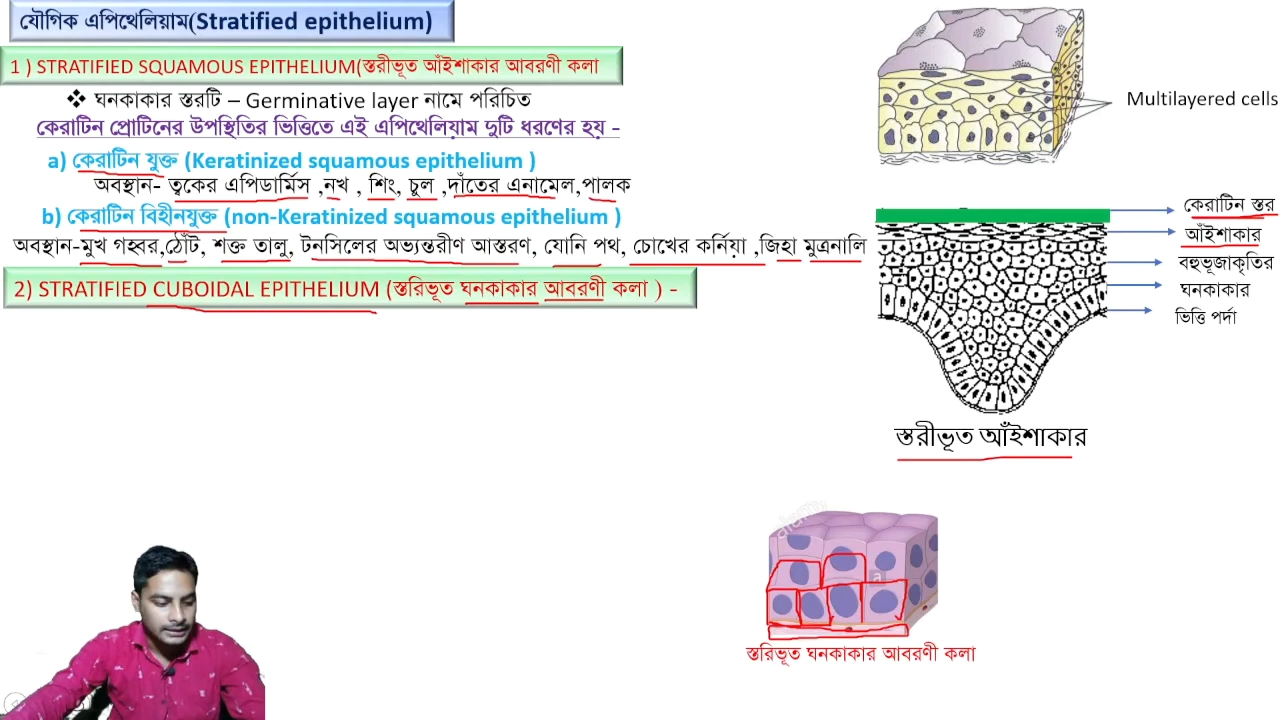 যৌগিক এপিথেলিয়াম(Stratified epithelium)
1 ) STRATIFIED SQUAMOUS EPITHELIUM(স্তরীভূত আঁইশাকার আবরণী কলা
❖ ঘনকাকার স্তরটি – Germinative layer নামে পরিচিত
কেরাটিন প্রোটিনের উপস্থিতির ভিত্তিতে এই এপিথেলিয়াম দুটি ধরণের হয় -
a) কেরাটিন যুক্ত (Keratinized squamous epithelium )
অবস্থান- ত্বকের এপিডার্মিস ,নখ , শিং, চুল ,দাঁতের এনামেল,পালক
b) কেরাটিন বিহীনযুক্ত (non-Keratinized squamous epithelium )
অবস্থান-মুখ গহ্বর,ঠোঁট, শক্ত তালু, টনসিলের অভ্যন্তরীণ আস্তরণ, যোনি পথ, চোখের কর্নিয়া ,জিহা মুত্রনালি
2) STRATIFIED CUBOIDAL EPITHELIUM (স্তরিভূত ঘনকাকার আবরণী কলা ) -
Multilayered cells
কেরাটিন স্তর
আঁইশাকার
বহুভূজাকৃতির
ঘনকাকার
ভিত্তি পর্দা
স্তরীভূত আঁইশাকার
a
স্তরিভূত ঘনকাকার আবরণী কলা